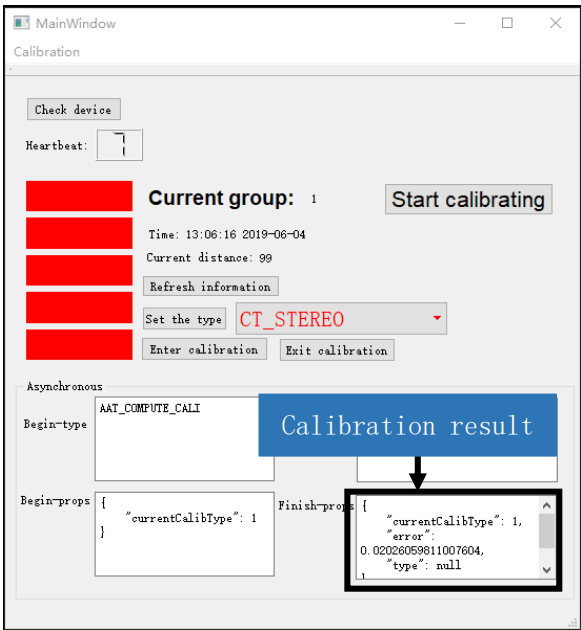 MainWindow
Calibration
Check device
Heartbeat: 7
Current group: 1
Start calibrating
Time: 13:06:16 2019-06-04
Current distance: 99
Refresh information
Set the type CT_STEREO
Enter calibration Exit calibration
Asynchronous
Begin-type AAT_COMPUTE_CALI
Calibration result
Begin-props {
"currentCalibType": 1
}
Finish-props {
"currentCalibType": 1,
"error":
0.02026059811007604,
"type": null
}